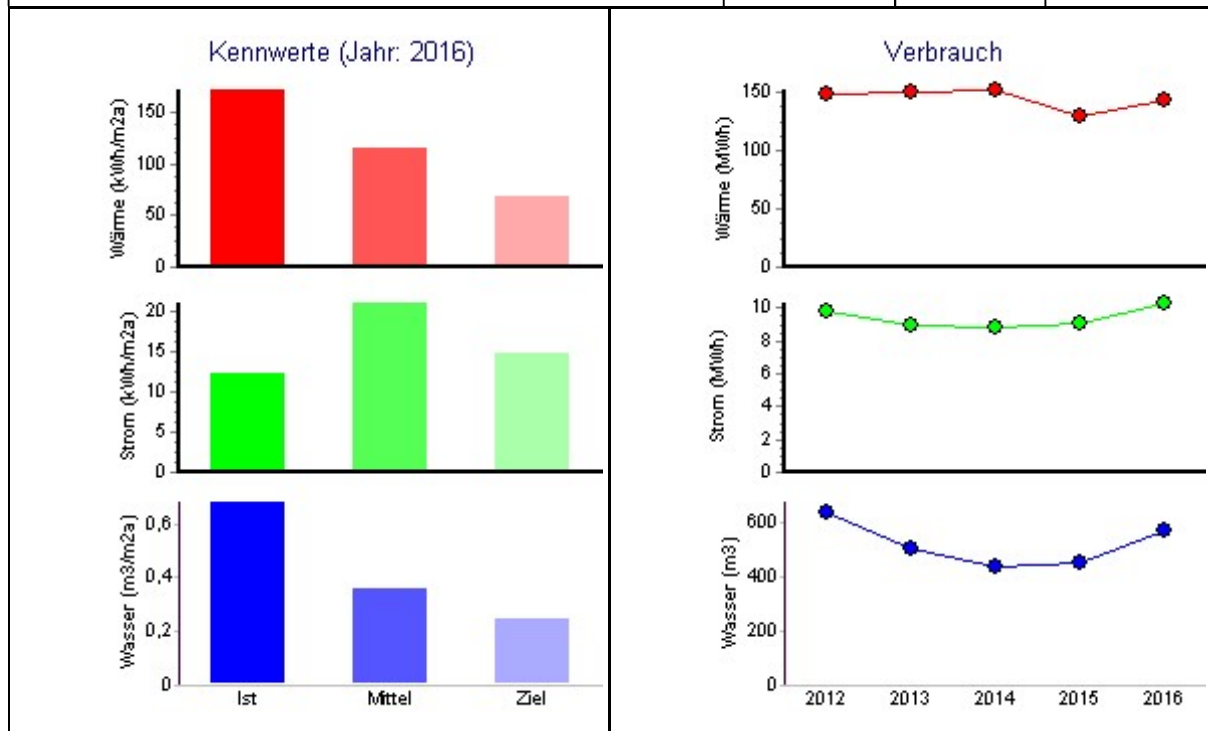 Kennwerte (Jahr: 2016)
Wärme (kWh/m2a)
150
100
50
0
Strom (kWh/m2a)
20
15
10
5
0
Wasser (m3/m2a)
0,6
0,4
0,2
0
Ist Mittel Ziel
Verbrauch
Wärme (MWh)
150
100
50
0
Strom (MWh)
10
8
6
4
2
0
Wasser (m3)
600
400
200
0
2012 2013 2014 2015 2016